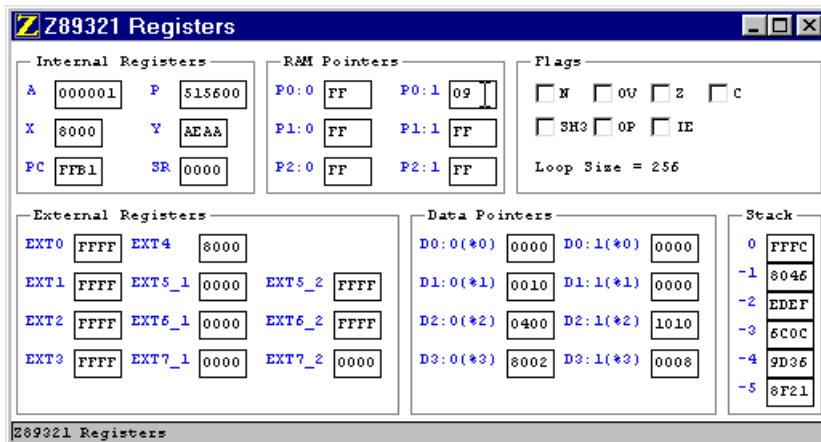 Z Z89321 Registers
Internal Registers RAM Pointers Flags
A 000001 P 515600 P0:0 FF P0:1 09 N OV Z C
X 8000 Y AEAA P1:0 FF P1:1 FF SH3 OP IE
PC FFB1 SR 0000 P2:0 FF P2:1 FF Loop Size = 256
External Registers Data Pointers Stack
EXT0 FFFF EXT4 8000 D0:0(%0) 0000 D0:1(%0) 0000 0 FFFC
EXT1 FFFF EXT5_1 0000 EXT5_2 FFFF D1:0(%1) 0010 D1:1(%1) 0000 -1 8046
EXT2 FFFF EXT6_1 0000 EXT6_2 FFFF D2:0(%2) 0400 D2:1(%2) 1010 -2 EDEF
EXT3 FFFF EXT7_1 0000 EXT7_2 0000 D3:0(%3) 8002 D3:1(%3) 0008 -3 6C0C
-4 9D36
-5 8F21
Z89321 Registers